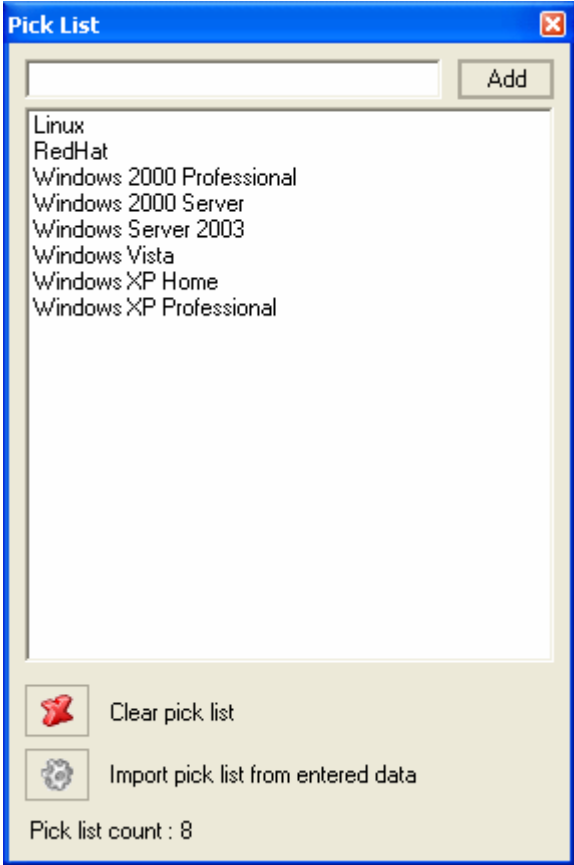 Pick List
Add
Linux
RedHat
Windows 2000 Professional
Windows 2000 Server
Windows Server 2003
Windows Vista
Windows XP Home
Windows XP Professional
Clear pick list
Import pick list from entered data
Pick list count : 8